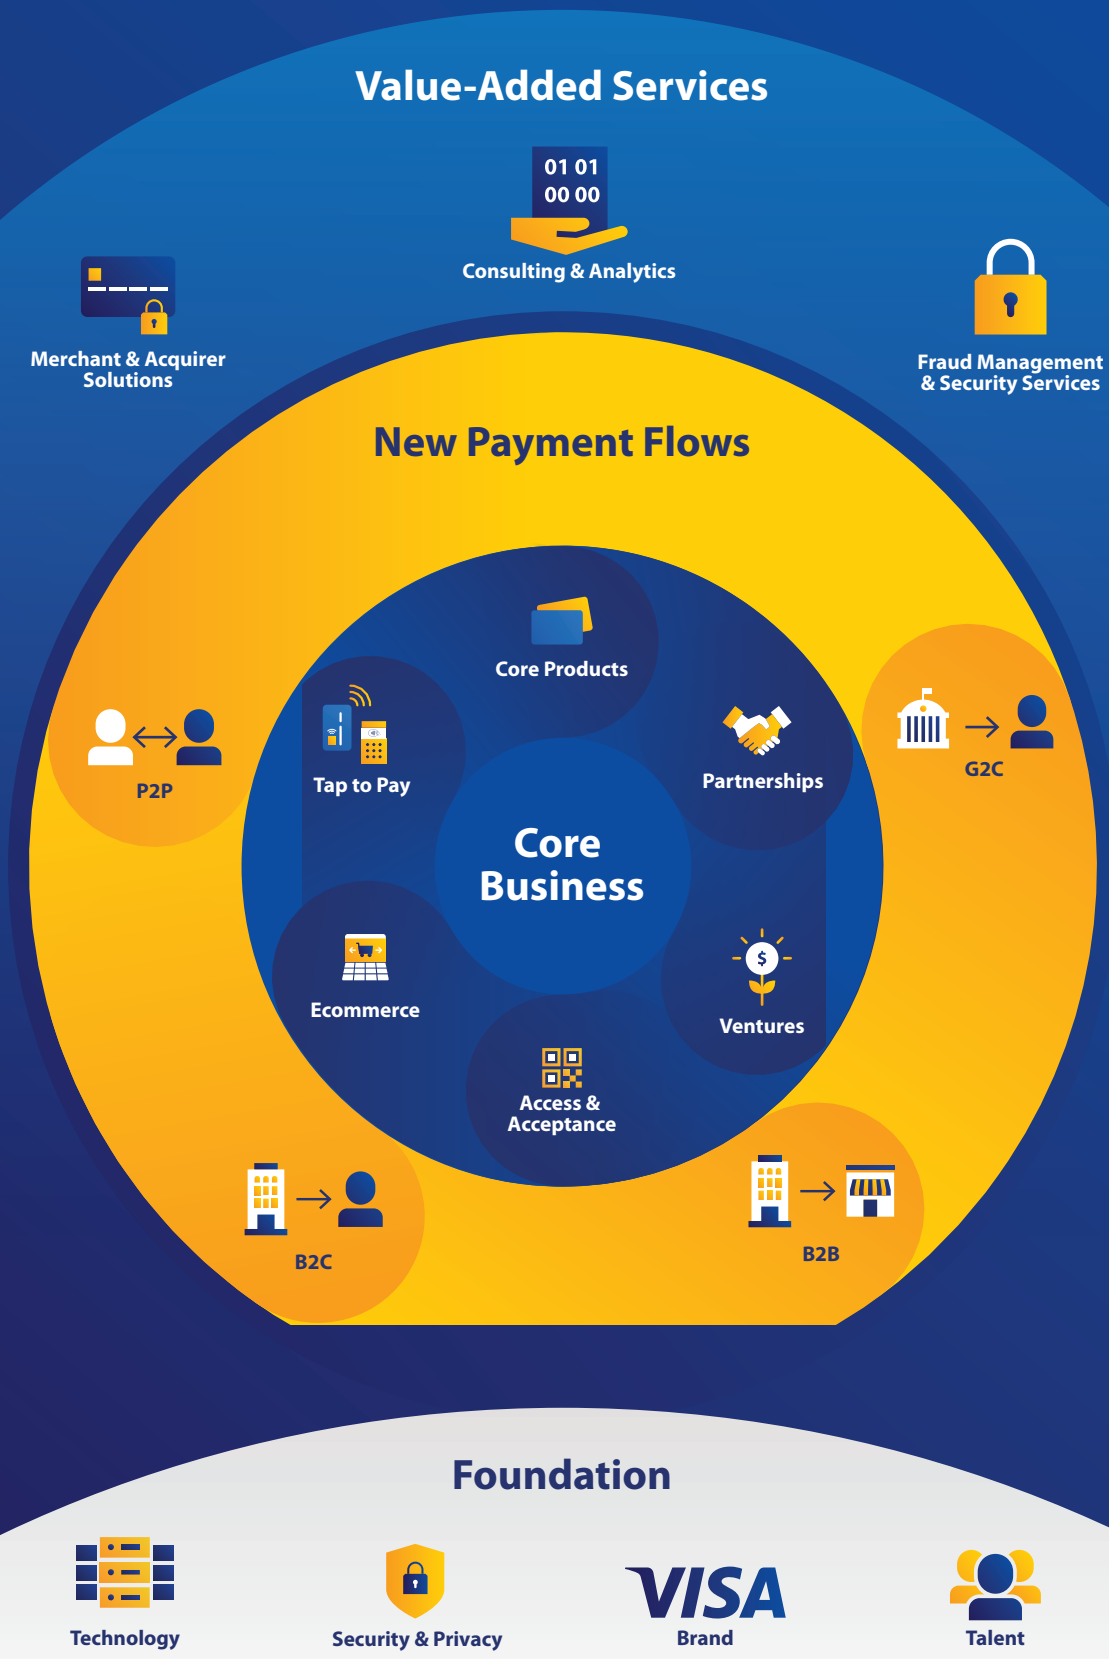 Value-Added Services
01 01
00 00
Consulting & Analytics
Merchant & Acquirer
Solutions
Fraud Management
& Security Services
New Payment Flows
Core Products
Tap to Pay
Partnerships
P2P
G2C
Core
Business
$
Ecommerce
Ventures
Access &
Acceptance
B2C
B2B
Foundation
Technology
Security & Privacy
VISA
Brand
Talent